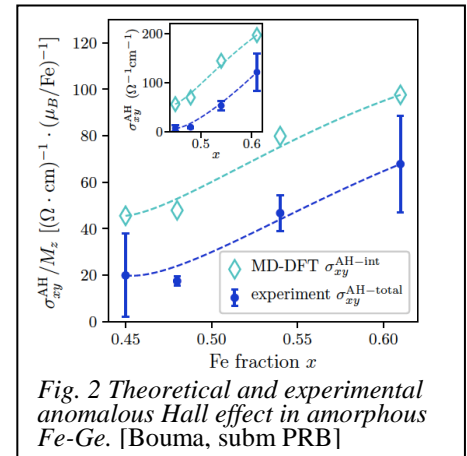 200
100
0
σ_xy^AH (Ω⁻¹cm⁻¹)
0.5 0.6
x
120
100
80
60
40
20
0
σ_xy^AH/M_z [(Ω · cm)⁻¹ · (μ_B/Fe)⁻¹]
MD-DFT σ_xy^AH−int
experiment σ_xy^AH−total
0.45 0.50 0.55 0.60
Fe fraction x
Fig. 2 Theoretical and experimental
anomalous Hall effect in amorphous
Fe-Ge. [Bouma, subm PRB]